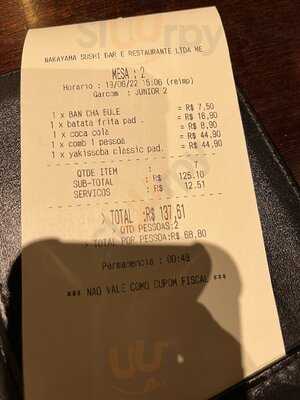 NAKAYAMA SUSHI BAR E RESTAURANTE LTDA ME
MESA : 2
Horario : 19/06/22 15:06 (reimp)
Garcom : JUNIOR 2
1 x BAN CHA BULE = R$ 7,50
1 x batata frita pad . = R$ 18,90
1 x coca cola = R$ 8,90
1 x comb 1 pessoa = R$ 44,90
1 x yakissoba classic pad. = R$ 44,90
QTDE ITEM : 7
SUB-TOTAL : R$ 125.10
SERVICOS : R$ 12.51
> TOTAL :R$ 137,61
> QTD PESSOAS:2
> TOTAL POR PESSOA:R$ 68,80
Permanencia : 00:49
*** NAO VALE COMO CUPOM FISCAL ***